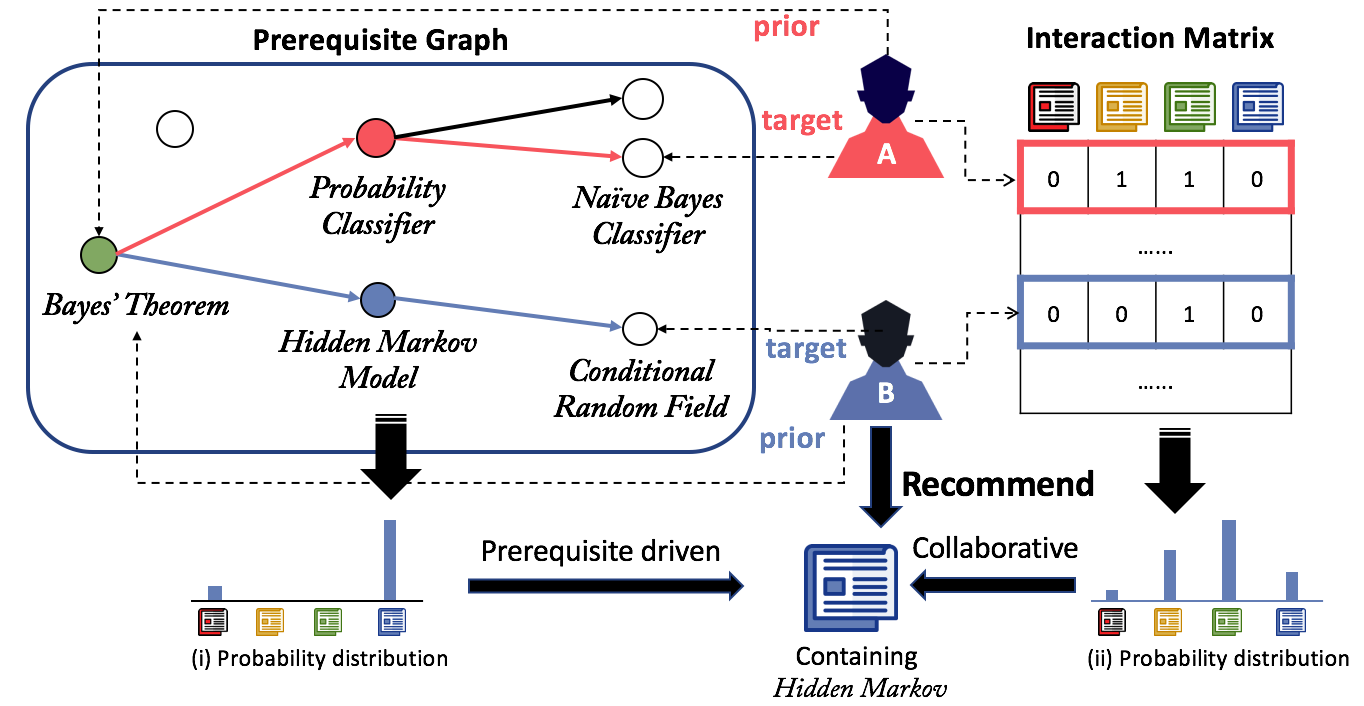 prior
Prerequisite Graph
Interaction Matrix
target
A
Probability
Classifier
Naïve Bayes
Classifier
0 1 1 0
......
Bayes’ Theorem
Hidden Markov
Model
target
Conditional
Random Field
B
prior
0 0 1 0
......
Recommend
Prerequisite driven
Collaborative
(i) Probability distribution
Containing
Hidden Markov
(ii) Probability distribution